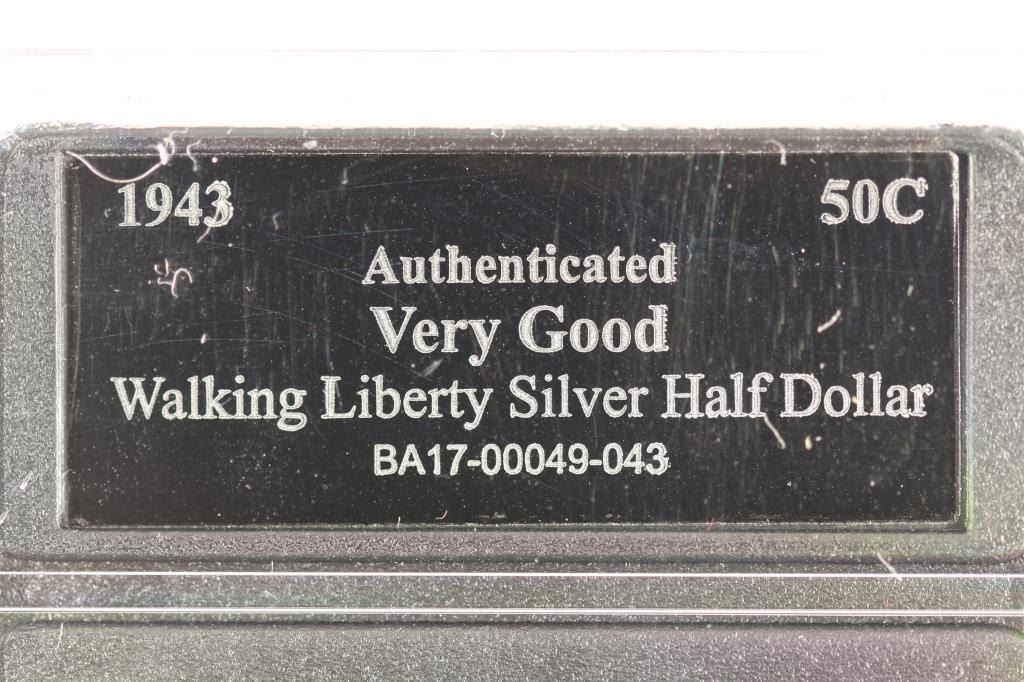 1943 50C
Authenticated
Very Good
Walking Liberty Silver Half Dollar
BA17-00049-043